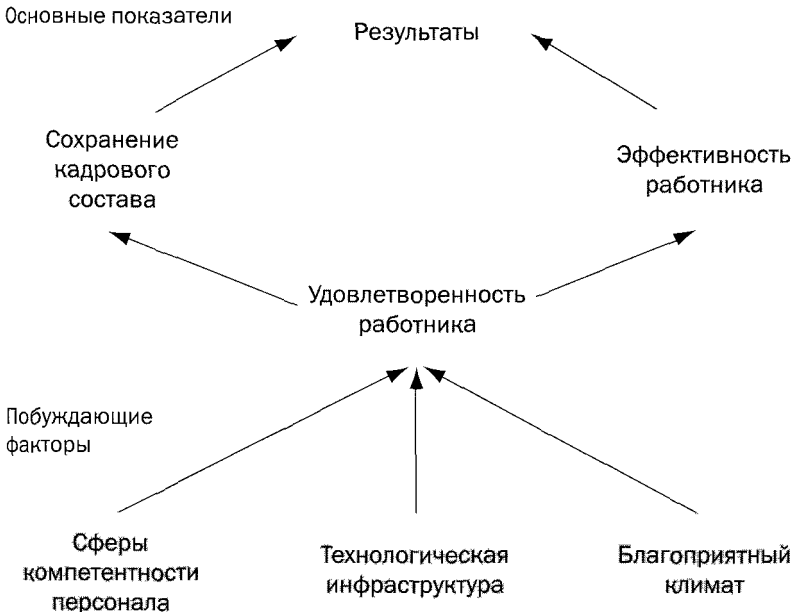 Основные показатели
Результаты
Сохранение
кадрового
состава
Эффективность
работника
Удовлетворенность
работника
Побуждающие
факторы
Сферы
компетентности
персонала
Технологическая
инфраструктура
Благоприятный
климат